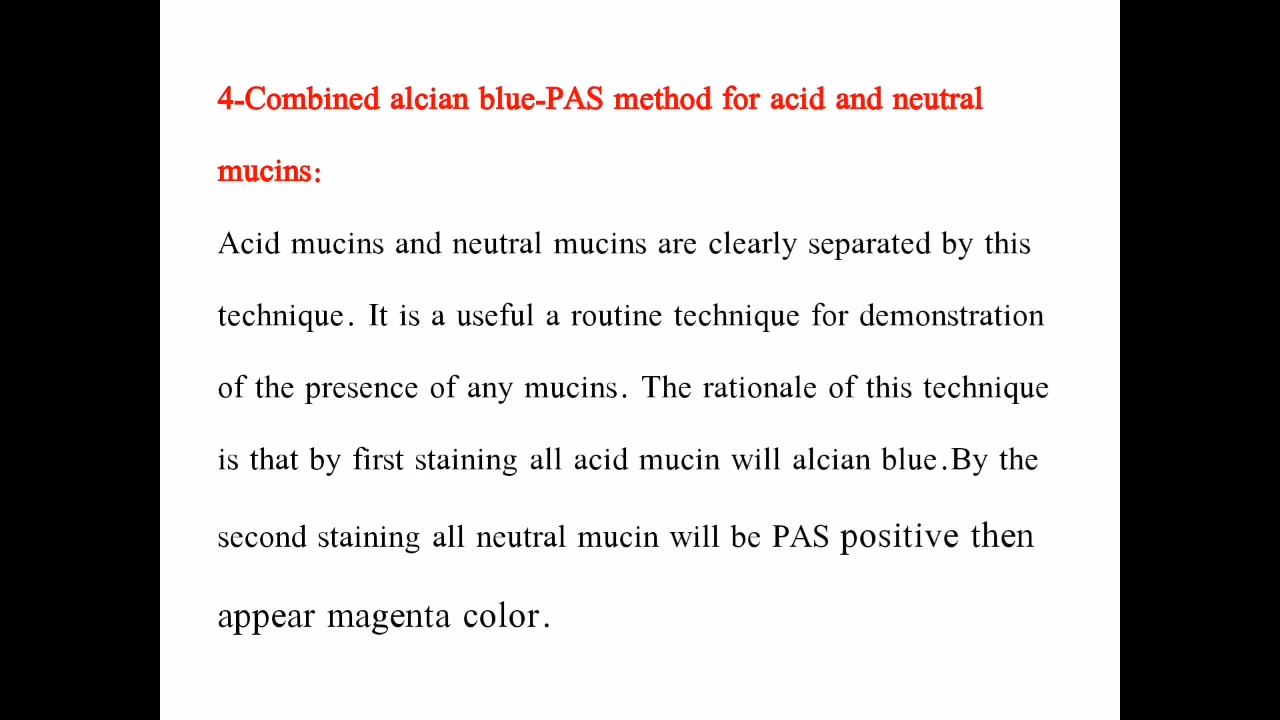 4-Combined alcian blue-PAS method for acid and neutral
mucins:
Acid mucins and neutral mucins are clearly separated by this
technique. It is a useful a routine technique for demonstration
of the presence of any mucins. The rationale of this technique
is that by first staining all acid mucin will alcian blue.By the
second staining all neutral mucin will be PAS positive then
appear magenta color.